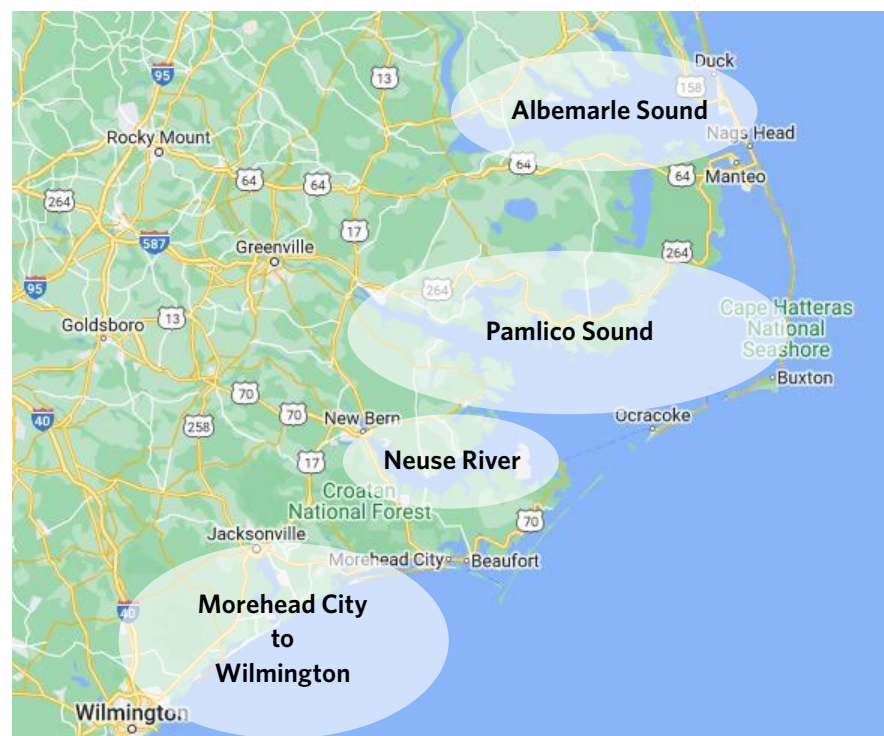 Duck
95
13
158
Albemarle Sound
Rocky Mount
Nags Head
64
64
64
64
Manteo
264
17
587
Greenville
264
95
264
Goldsboro
13
Pamlico Sound
Cape Hatteras
National
Seashore
Buxton
70
70
40
258
New Bern
Ocracoke
17
Neuse River
Croatan
National Forest
70
Jacksonville
Morehead City
Beaufort
40
Morehead City
to
Wilmington
Wilmington